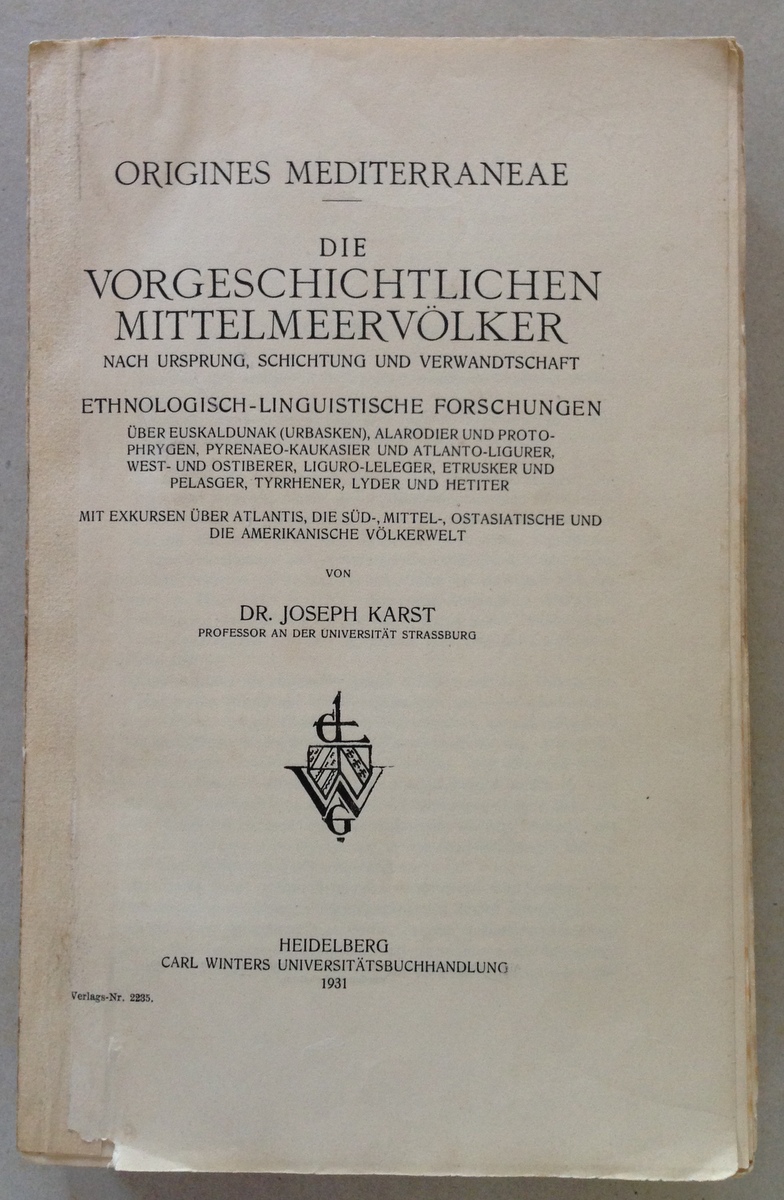 ORIGINES MEDITERRANEAE
DIE
VORGESCHICHTLICHEN
MITTELMEERVÖLKER
NACH URSPRUNG, SCHICHTUNG UND VERWANDTSCHAFT
ETHNOLOGISCH-LINGUISTISCHE FORSCHUNGEN
ÜBER EUSKALDUNAK (URBASKEN), ALARODIER UND PROTO-
PHRYGEN, PYRENAEO-KAUKASIER UND ATLANTO-LIGURER,
WEST- UND OSTIBERER, LIGURO-LELEGER, ETRUSKER UND
PELASGER, TYRRHENER, LYDER UND HETITER
MIT EXKURSEN ÜBER ATLANTIS, DIE SÜD-, MITTEL-, OSTASIATISCHE UND
DIE AMERIKANISCHE VÖLKERWELT
VON
DR. JOSEPH KARST
PROFESSOR AN DER UNIVERSITÄT STRASSBURG
C
W
G
HEIDELBERG
CARL WINTERS UNIVERSITÄTSBUCHHANDLUNG
1931
Verlags-Nr. 2235.